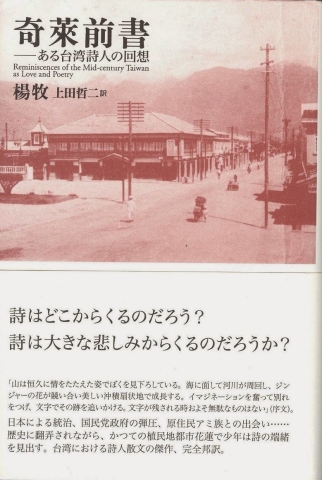 奇萊前書
──ある台湾詩人の回想
Reminiscences of the Mid-century Taiwan
as Love and Poetry
楊牧 上田哲二 訳
詩はどこからくるのだろう？
詩は大きな悲しみからくるのだろうか？
「山は恒久に情をたたえた姿でぼくを見下ろしている。海に面して河川が周回し、ジン
ジャーの花が競い合い美しい沖積扇状地で成長する。イマジネーションを奮って別れ
をつげ、文字でその跡を追いかける。文字が残される時およそ無駄なものはない」（序文）。
日本による統治、国民党政府の弾圧、原住民アミ族との出会い……
歴史に翻弄されながら、かつての植民地都市花蓮で少年は詩の端緒
を見出す。台湾における詩人散文の傑作、完全邦訳。